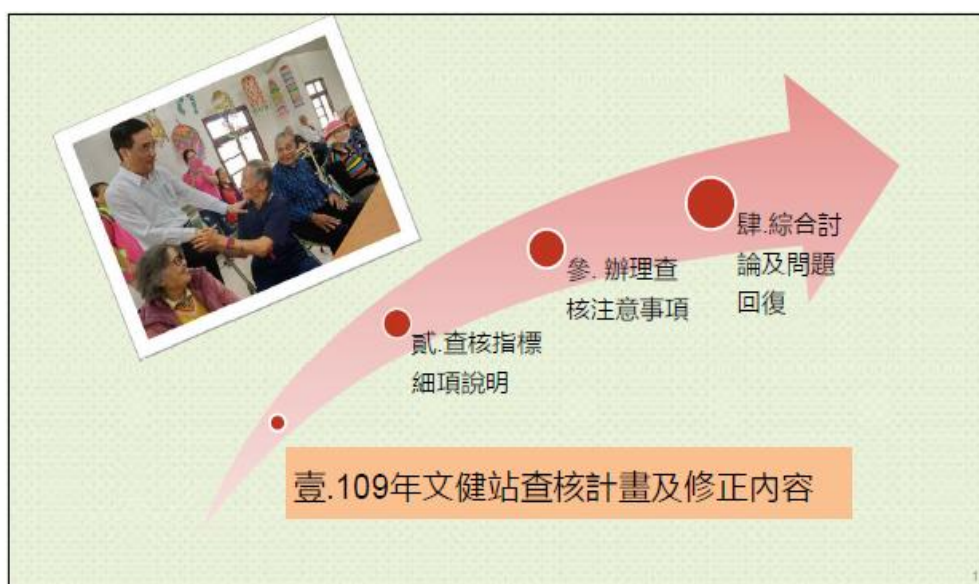 肆.綜合討
論及問題
回復
參. 辦理查
核注意事項
貳.查核指標
細項說明
壹.109年文健站查核計畫及修正內容